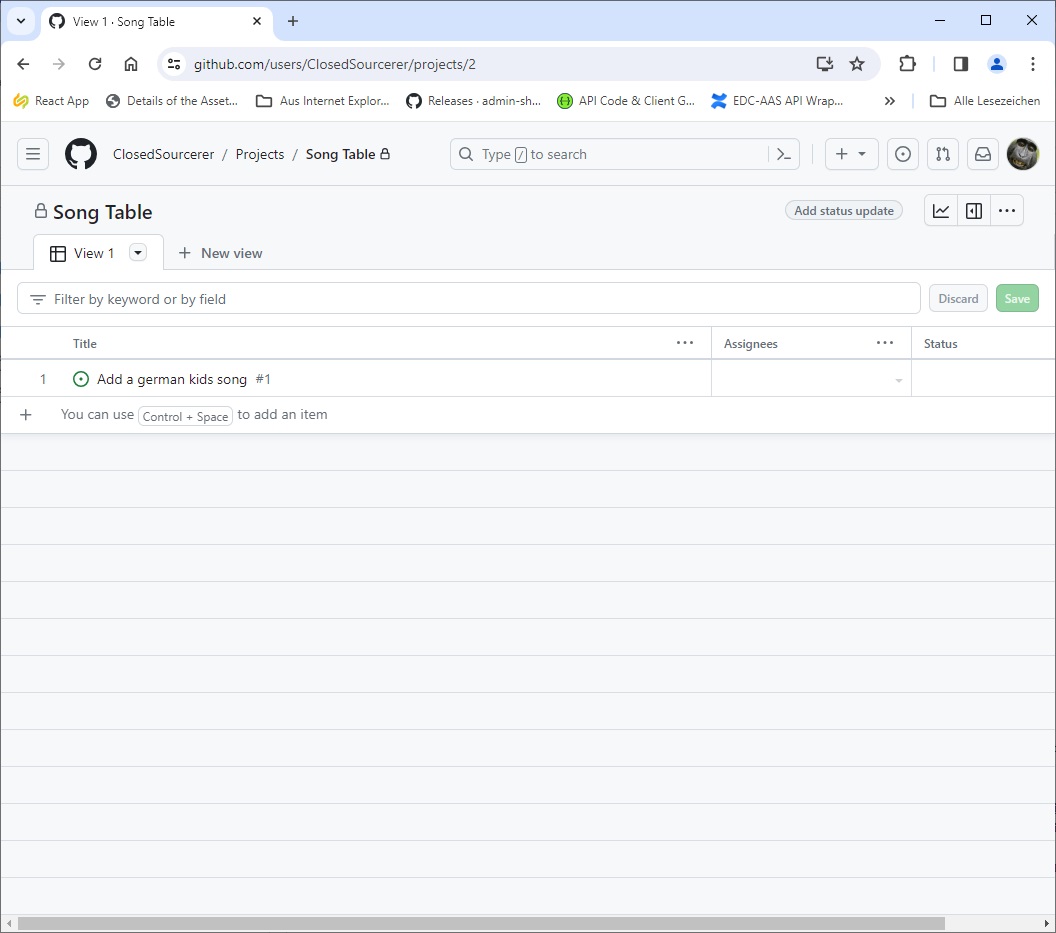 View 1 · Song Table
github.com/users/ClosedSourcerer/projects/2
React App Details of the Asset... Aus Internet Explor... Releases · admin-sh... API Code & Client G... EDC-AAS API Wrap... » Alle Lesezeichen
ClosedSourcerer / Projects / Song Table Type / to search
Song Table Add status update
View 1 New view
Filter by keyword or by field Discard Save
Title Assignees Status
1 Add a german kids song #1
You can use Control + Space to add an item